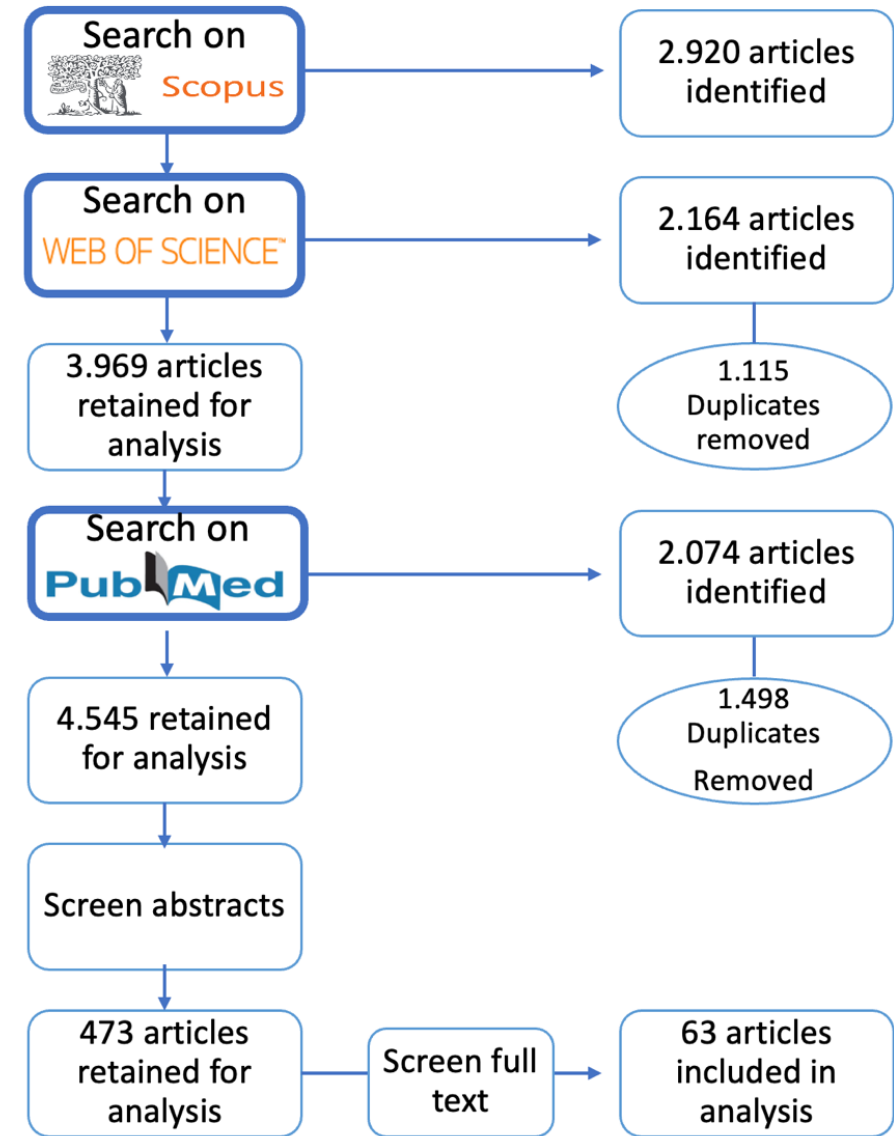 Search on
Scopus
2.920 articles
identified
Search on
WEB OF SCIENCE™
2.164 articles
identified
3.969 articles
retained for
analysis
1.115
Duplicates
removed
Search on
PubMed
2.074 articles
identified
4.545 retained
for analysis
1.498
Duplicates
Removed
Screen abstracts
473 articles
retained for
analysis
Screen full
text
63 articles
included in
analysis